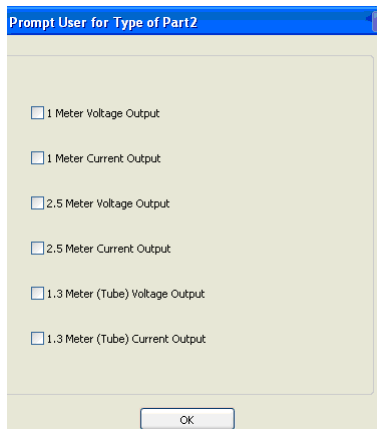 Prompt User for Type of Part2
1 Meter Voltage Output
1 Meter Current Output
2.5 Meter Voltage Output
2.5 Meter Current Output
1.3 Meter (Tube) Voltage Output
1.3 Meter (Tube) Current Output
OK